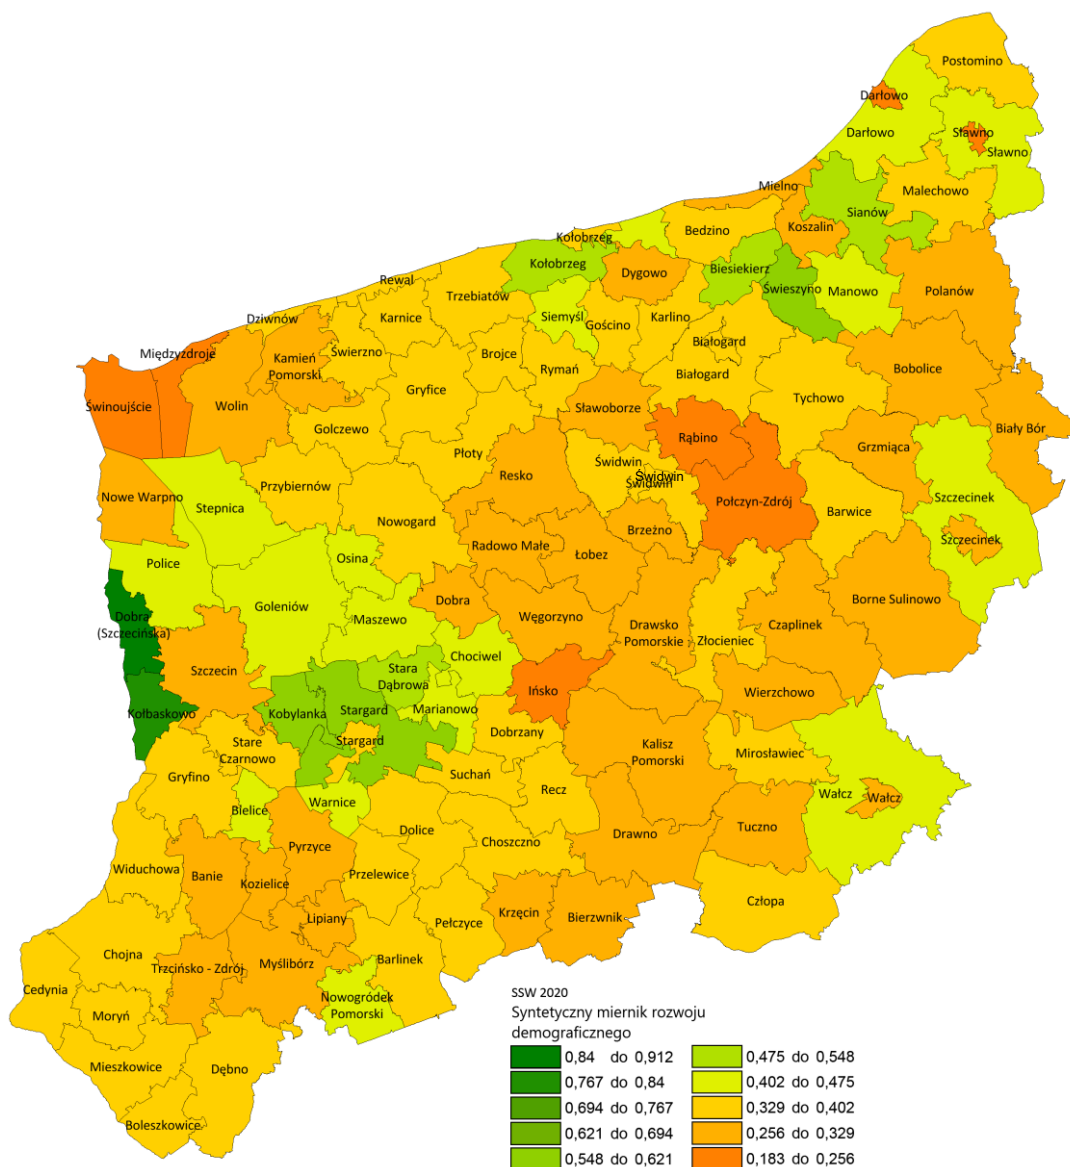 Postomino
Darłowo
Darłowo
Sławno
Sławno
Mielno
Malechowo
Sianów
Koszalin
Bedzino
Kołobrzeg
Kołobrzeg
Dygowo
Biesiekierz
Świeszyno
Manowo
Polanów
Rewal
Trzebiatów
Karnice
Dziwnów
Siemyśl
Gościno
Karlino
Białogard
Białogard
Międzyzdroje
Kamień
Pomorski
Świerzno
Brojce
Rymań
Bobolice
Tychowo
Gryfice
Świnoujście
Wolin
Sławoborze
Golczewo
Rąbino
Grzmiąca
Biały Bór
Płoty
Resko
Świdwin
Świdwin
Świdwin
Przybiernów
Nowe Warpno
Stepnica
Połczyn-Zdrój
Barwice
Szczecinek
Szczecinek
Nowogard
Brzeżno
Radowo Małe
Łobez
Osina
Police
Dobra
Goleniów
Borne Sulinowo
Dobra
(Szczecińska)
Maszewo
Węgorzyno
Drawsko
Pomorskie
Złocieniec
Czaplinek
Chociwel
Szczecin
Stara
Dąbrowa
Ińsko
Wierzchowo
Kołbaskowo
Kobylanka
Stargard
Marianowo
Stargard
Dobrzany
Stare
Czarnowo
Kalisz
Pomorski
Mirosławiec
Gryfino
Suchań
Recz
Bielice
Warnice
Wałcz
Wałcz
Dolice
Choszczno
Drawno
Tuczno
Pyrzyce
Widuchowa
Banie
Kozielice
Przelewice
Człopa
Krzęcin
Bierzwnik
Lipiany
Pełczyce
Chojna
Trzcińsko - Zdrój
Myślibórz
Barlinek
Cedynia
Nowogródek
Pomorski
Moryń
Mieszkowice
Dębno
Boleszkowice
SSW 2020
Syntetyczny miernik rozwoju
demograficznego
0,84 do 0,912
0,767 do 0,84
0,694 do 0,767
0,621 do 0,694
0,548 do 0,621
0,475 do 0,548
0,402 do 0,475
0,329 do 0,402
0,256 do 0,329
0,183 do 0,256